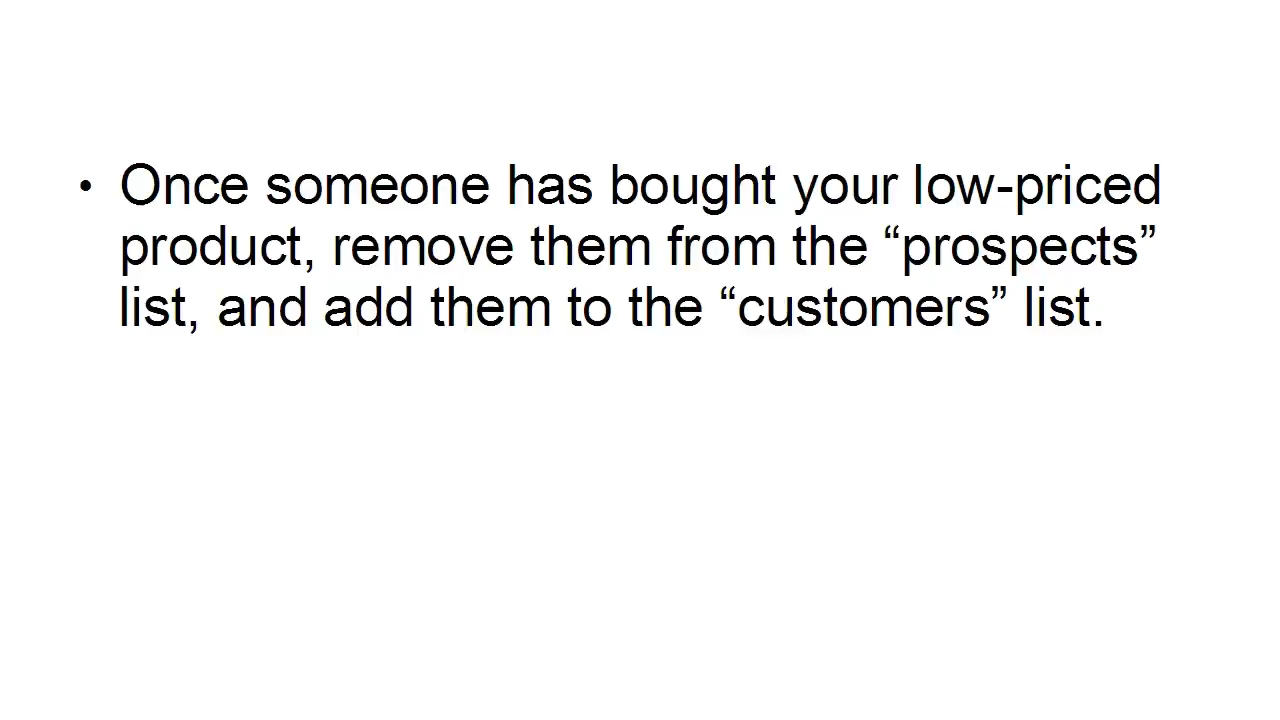 • Once someone has bought your low-priced
product, remove them from the “prospects”
list, and add them to the “customers” list.